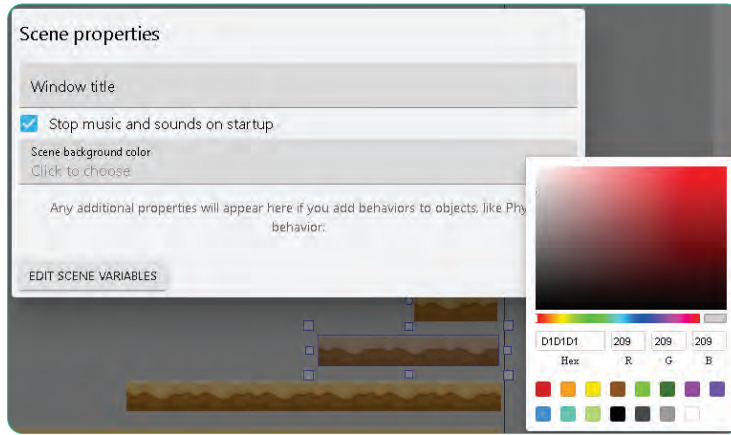 Scene properties
Window title
Stop music and sounds on startup
Scene background color
Click to choose
Any additional properties will appear here if you add behaviors to objects, like Phy
behavior.
EDIT SCENE VARIABLES
D1D1D1 209 209 209
Hex R G B